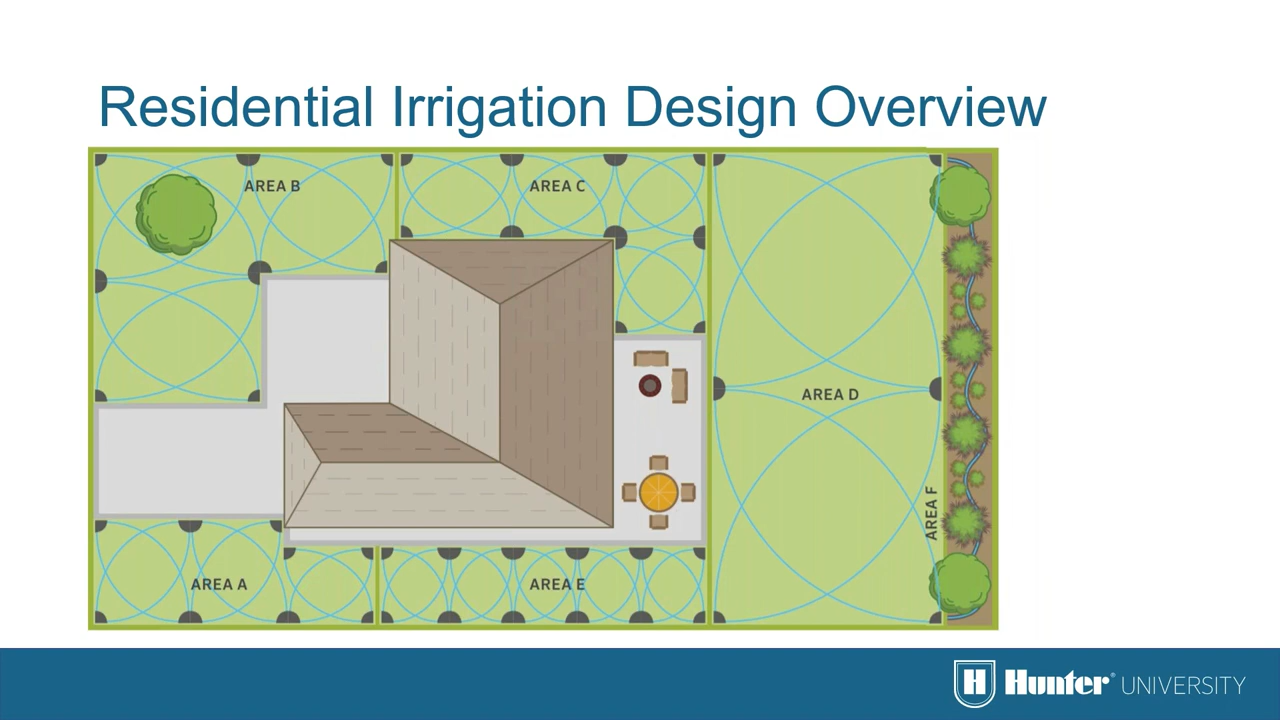 Residential Irrigation Design Overview
AREA B
AREA C
AREA D
AREA F
AREA A
AREA E
H Hunter® UNIVERSITY